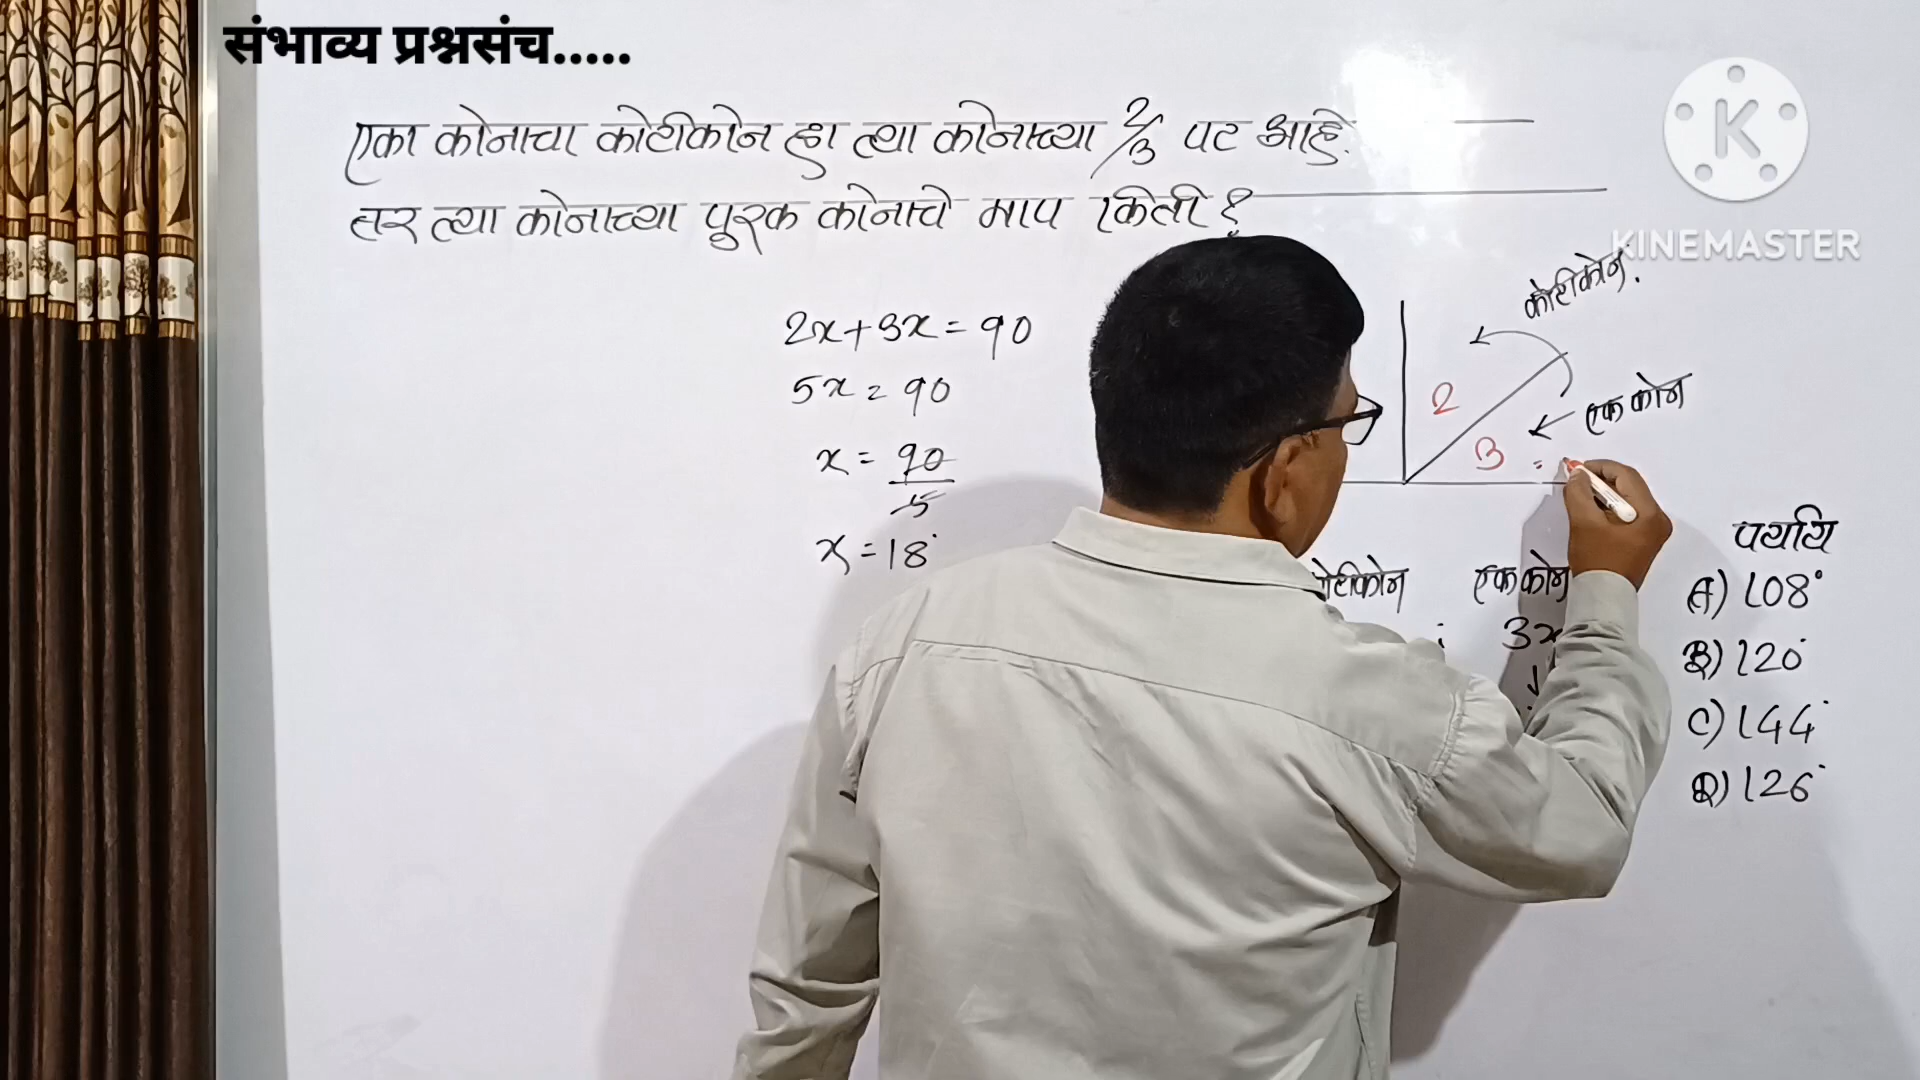 संभाव्य प्रश्नसंच.....
एका कोनाचा कोटीकोन हा त्या कोनाच्या 2/3 पट आहे.
तर त्या कोनाच्या पुरक कोनाचे माप किती?
K
KINEMASTER
2x+3x=90
5x=90
x=90
5
x=18°
कोटीकोन.
एक कोन
2
3 =
एक कोन
3x
पर्याय
A) 108°
B) 120°
C) 144°
D) 126°